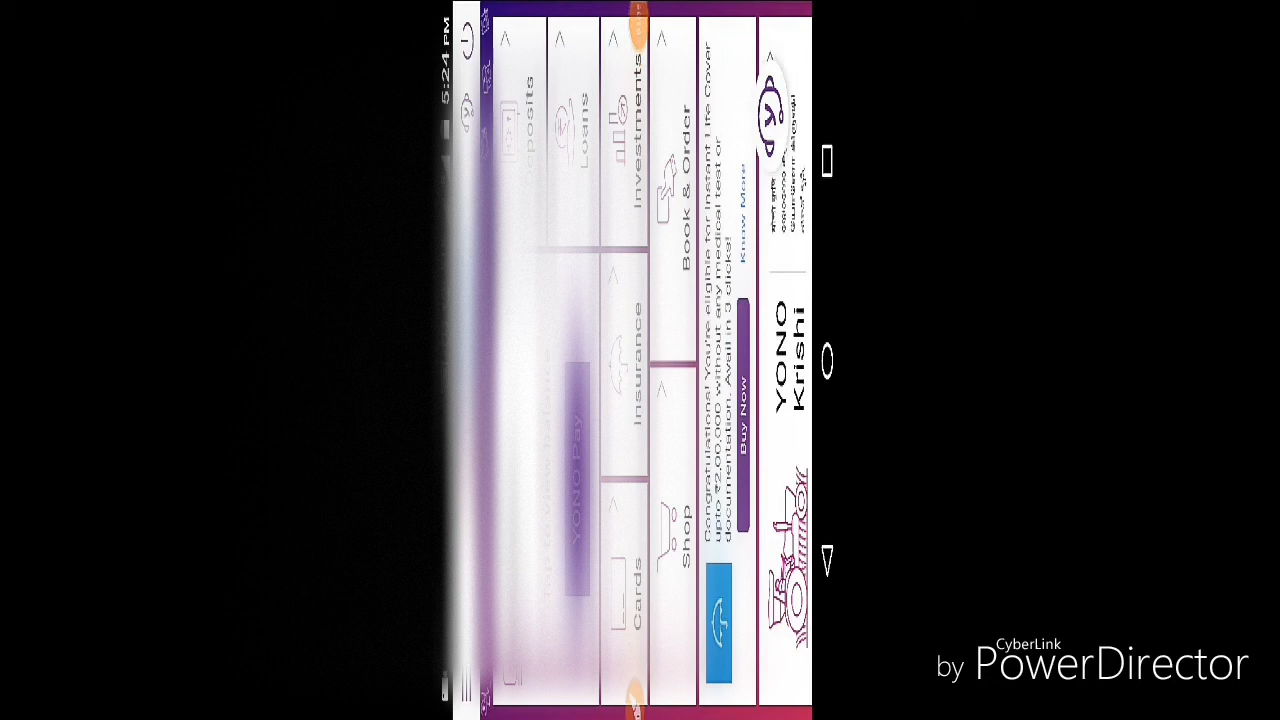 5:24 PM
YONO Pay
Loans
Cards
Insurance
Investments
Shop
Book & Order
Congratulations! You're eligible for Instant Life Cover
upto ₹2,00,000 without any medical test or
documentation. Avail in 3 clicks!
Buy Now
Know More
YONO
Krishi
by CyberLink
PowerDirector